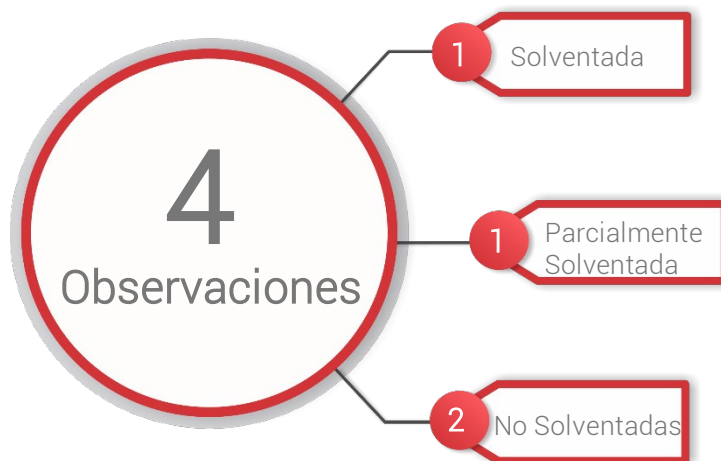 4
Observaciones
1
Solventada
1
Parcialmente
Solventada
2
No Solventadas